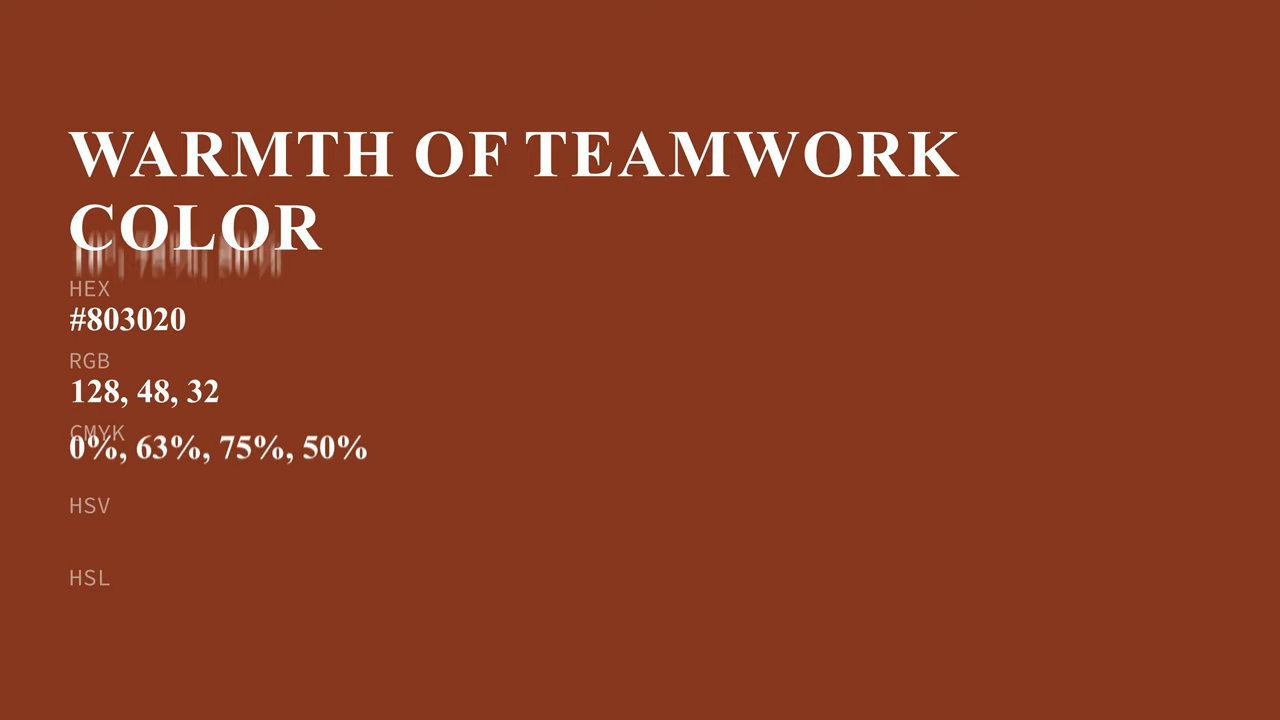 WARMTH OF TEAMWORK
COLOR
HEX
#803020
RGB
128, 48, 32
CMYK
0%, 63%, 75%, 50%
HSV
HSL